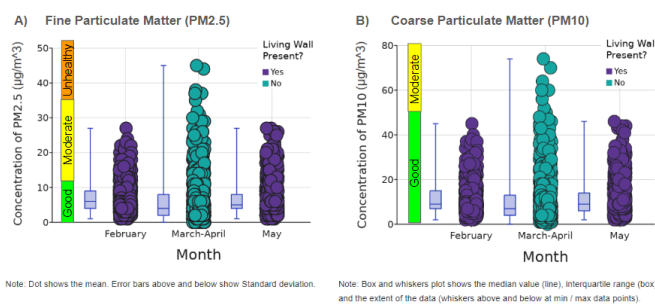 A) Fine Particulate Matter (PM2.5)
Concentration of PM2.5 (µg/m^3)
50
40
30
20
10
0
Unhealthy
Moderate
Good
Living Wall
Present?
Yes
No
February
March-April
May
Month
Note: Dot shows the mean. Error bars above and below show Standard deviation.
B) Coarse Particulate Matter (PM10)
Concentration of PM10 (µg/m^3)
80
60
40
20
0
Moderate
Good
Living Wall
Present?
Yes
No
February
March-April
May
Month
Note: Box and whiskers plot shows the median value (line), interquartile range (box
and the extent of the data (whiskers above and below at min / max data points).